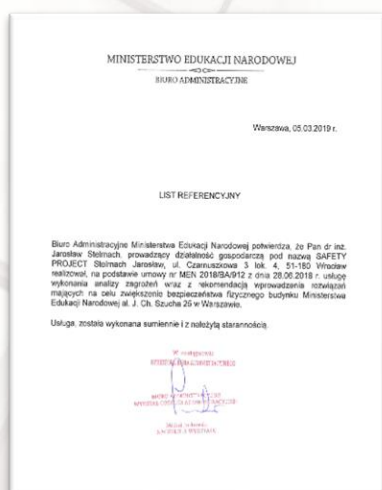 MINISTERSTWO EDUKACJI NARODOWEJ
BIURO ADMINISTRACYJNE
Warszawa, 05.03.2019 r.
LIST REFERENCYJNY
Biuro Administracyjne Ministerstwa Edukacji Narodowej potwierdza, że Pan dr inż.
Jarosław Stelmach, prowadzący działalność gospodarczą pod nazwą SAFETY
PROJECT Stelmach Jarosław, ul. Czarnuszkowa 3 lok. 4, 51-180 Wrocław
realizował, na podstawie umowy nr MEN 2018/BA/912 z dnia 28.06.2018 r. usługę
wykonania analizy zagrożeń wraz z rekomendacją wprowadzenia rozwiązań
mających na celu zwiększenie bezpieczeństwa fizycznego budynku Ministerstwa
Edukacji Narodowej al. J. Ch. Szucha 25 w Warszawie.
Usługa, została wykonana sumiennie i z należytą starannością.
W zastępstwie